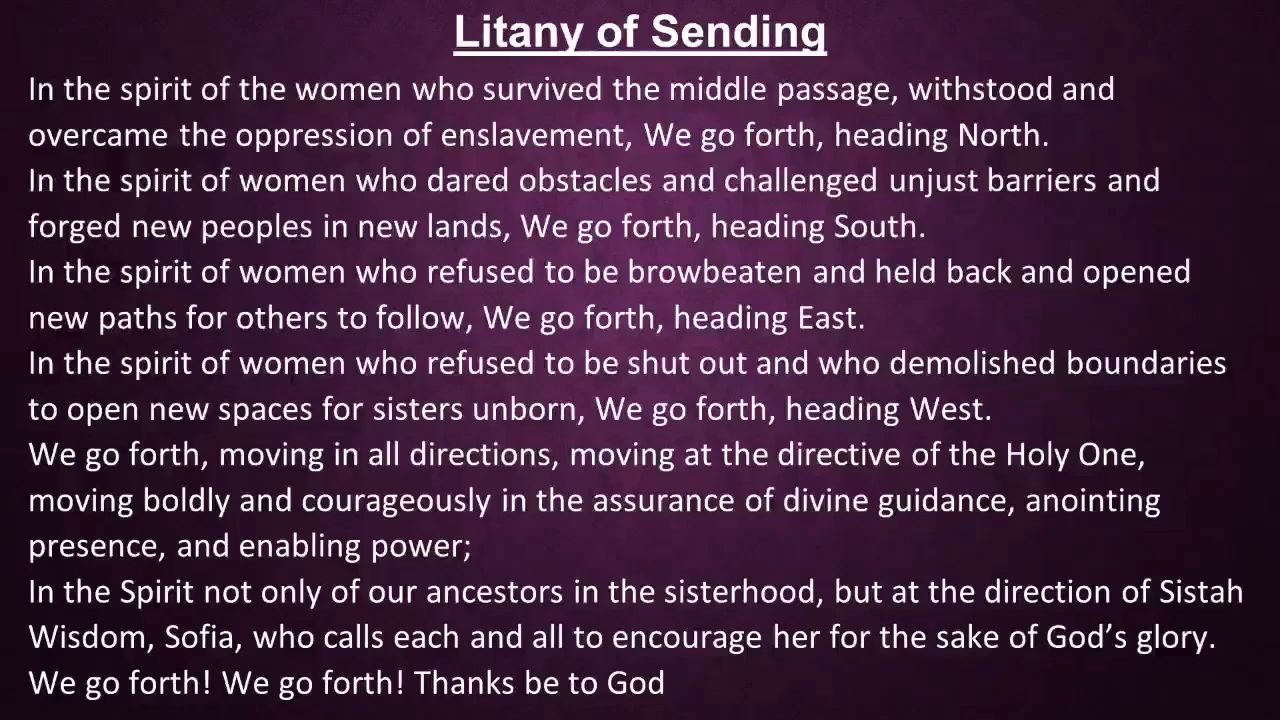 Litany of Sending
In the spirit of the women who survived the middle passage, withstood and
overcame the oppression of enslavement, We go forth, heading North.
In the spirit of women who dared obstacles and challenged unjust barriers and
forged new peoples in new lands, We go forth, heading South.
In the spirit of women who refused to be browbeaten and held back and opened
new paths for others to follow, We go forth, heading East.
In the spirit of women who refused to be shut out and who demolished boundaries
to open new spaces for sisters unborn, We go forth, heading West.
We go forth, moving in all directions, moving at the directive of the Holy One,
moving boldly and courageously in the assurance of divine guidance, anointing
presence, and enabling power;
In the Spirit not only of our ancestors in the sisterhood, but at the direction of Sistah
Wisdom, Sofia, who calls each and all to encourage her for the sake of God’s glory.
We go forth! We go forth! Thanks be to God